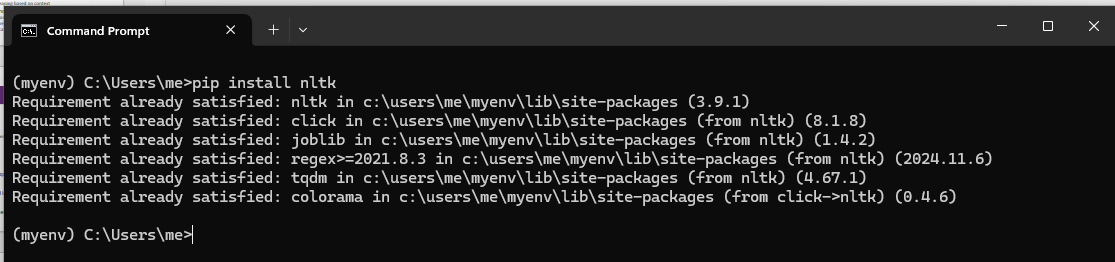 Command Prompt
(myenv) C:\Users\me>pip install nltk
Requirement already satisfied: nltk in c:\users\me\myenv\lib\site-packages (3.9.1)
Requirement already satisfied: click in c:\users\me\myenv\lib\site-packages (from nltk) (8.1.8)
Requirement already satisfied: joblib in c:\users\me\myenv\lib\site-packages (from nltk) (1.4.2)
Requirement already satisfied: regex>=2021.8.3 in c:\users\me\myenv\lib\site-packages (from nltk) (2024.11.6)
Requirement already satisfied: tqdm in c:\users\me\myenv\lib\site-packages (from nltk) (4.67.1)
Requirement already satisfied: colorama in c:\users\me\myenv\lib\site-packages (from click->nltk) (0.4.6)
(myenv) C:\Users\me>